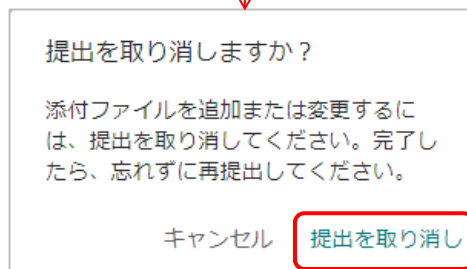 提出を取り消しますか？
添付ファイルを追加または変更するに
は、提出を取り消してください。完了し
たら、忘れずに再提出してください。
キャンセル 提出を取り消し